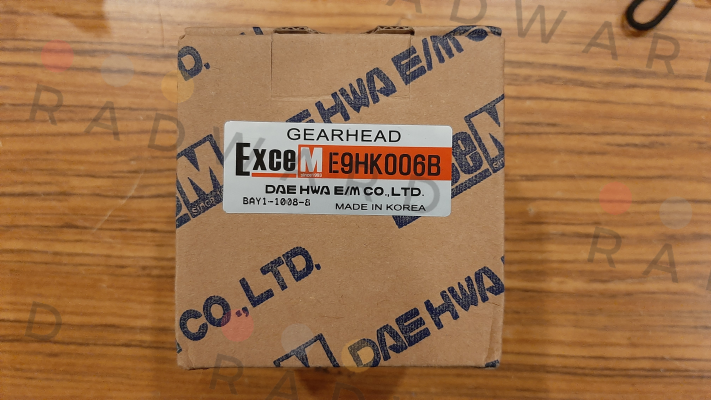 D.
DAE HWA E/M C
GEARHEAD
ExceM E9HK006B
DAE HWA E/M CO.,LTD.
BAY1-1008-8 MADE IN KOREA
CO.,LTD.
DAE HWA
RADWARD